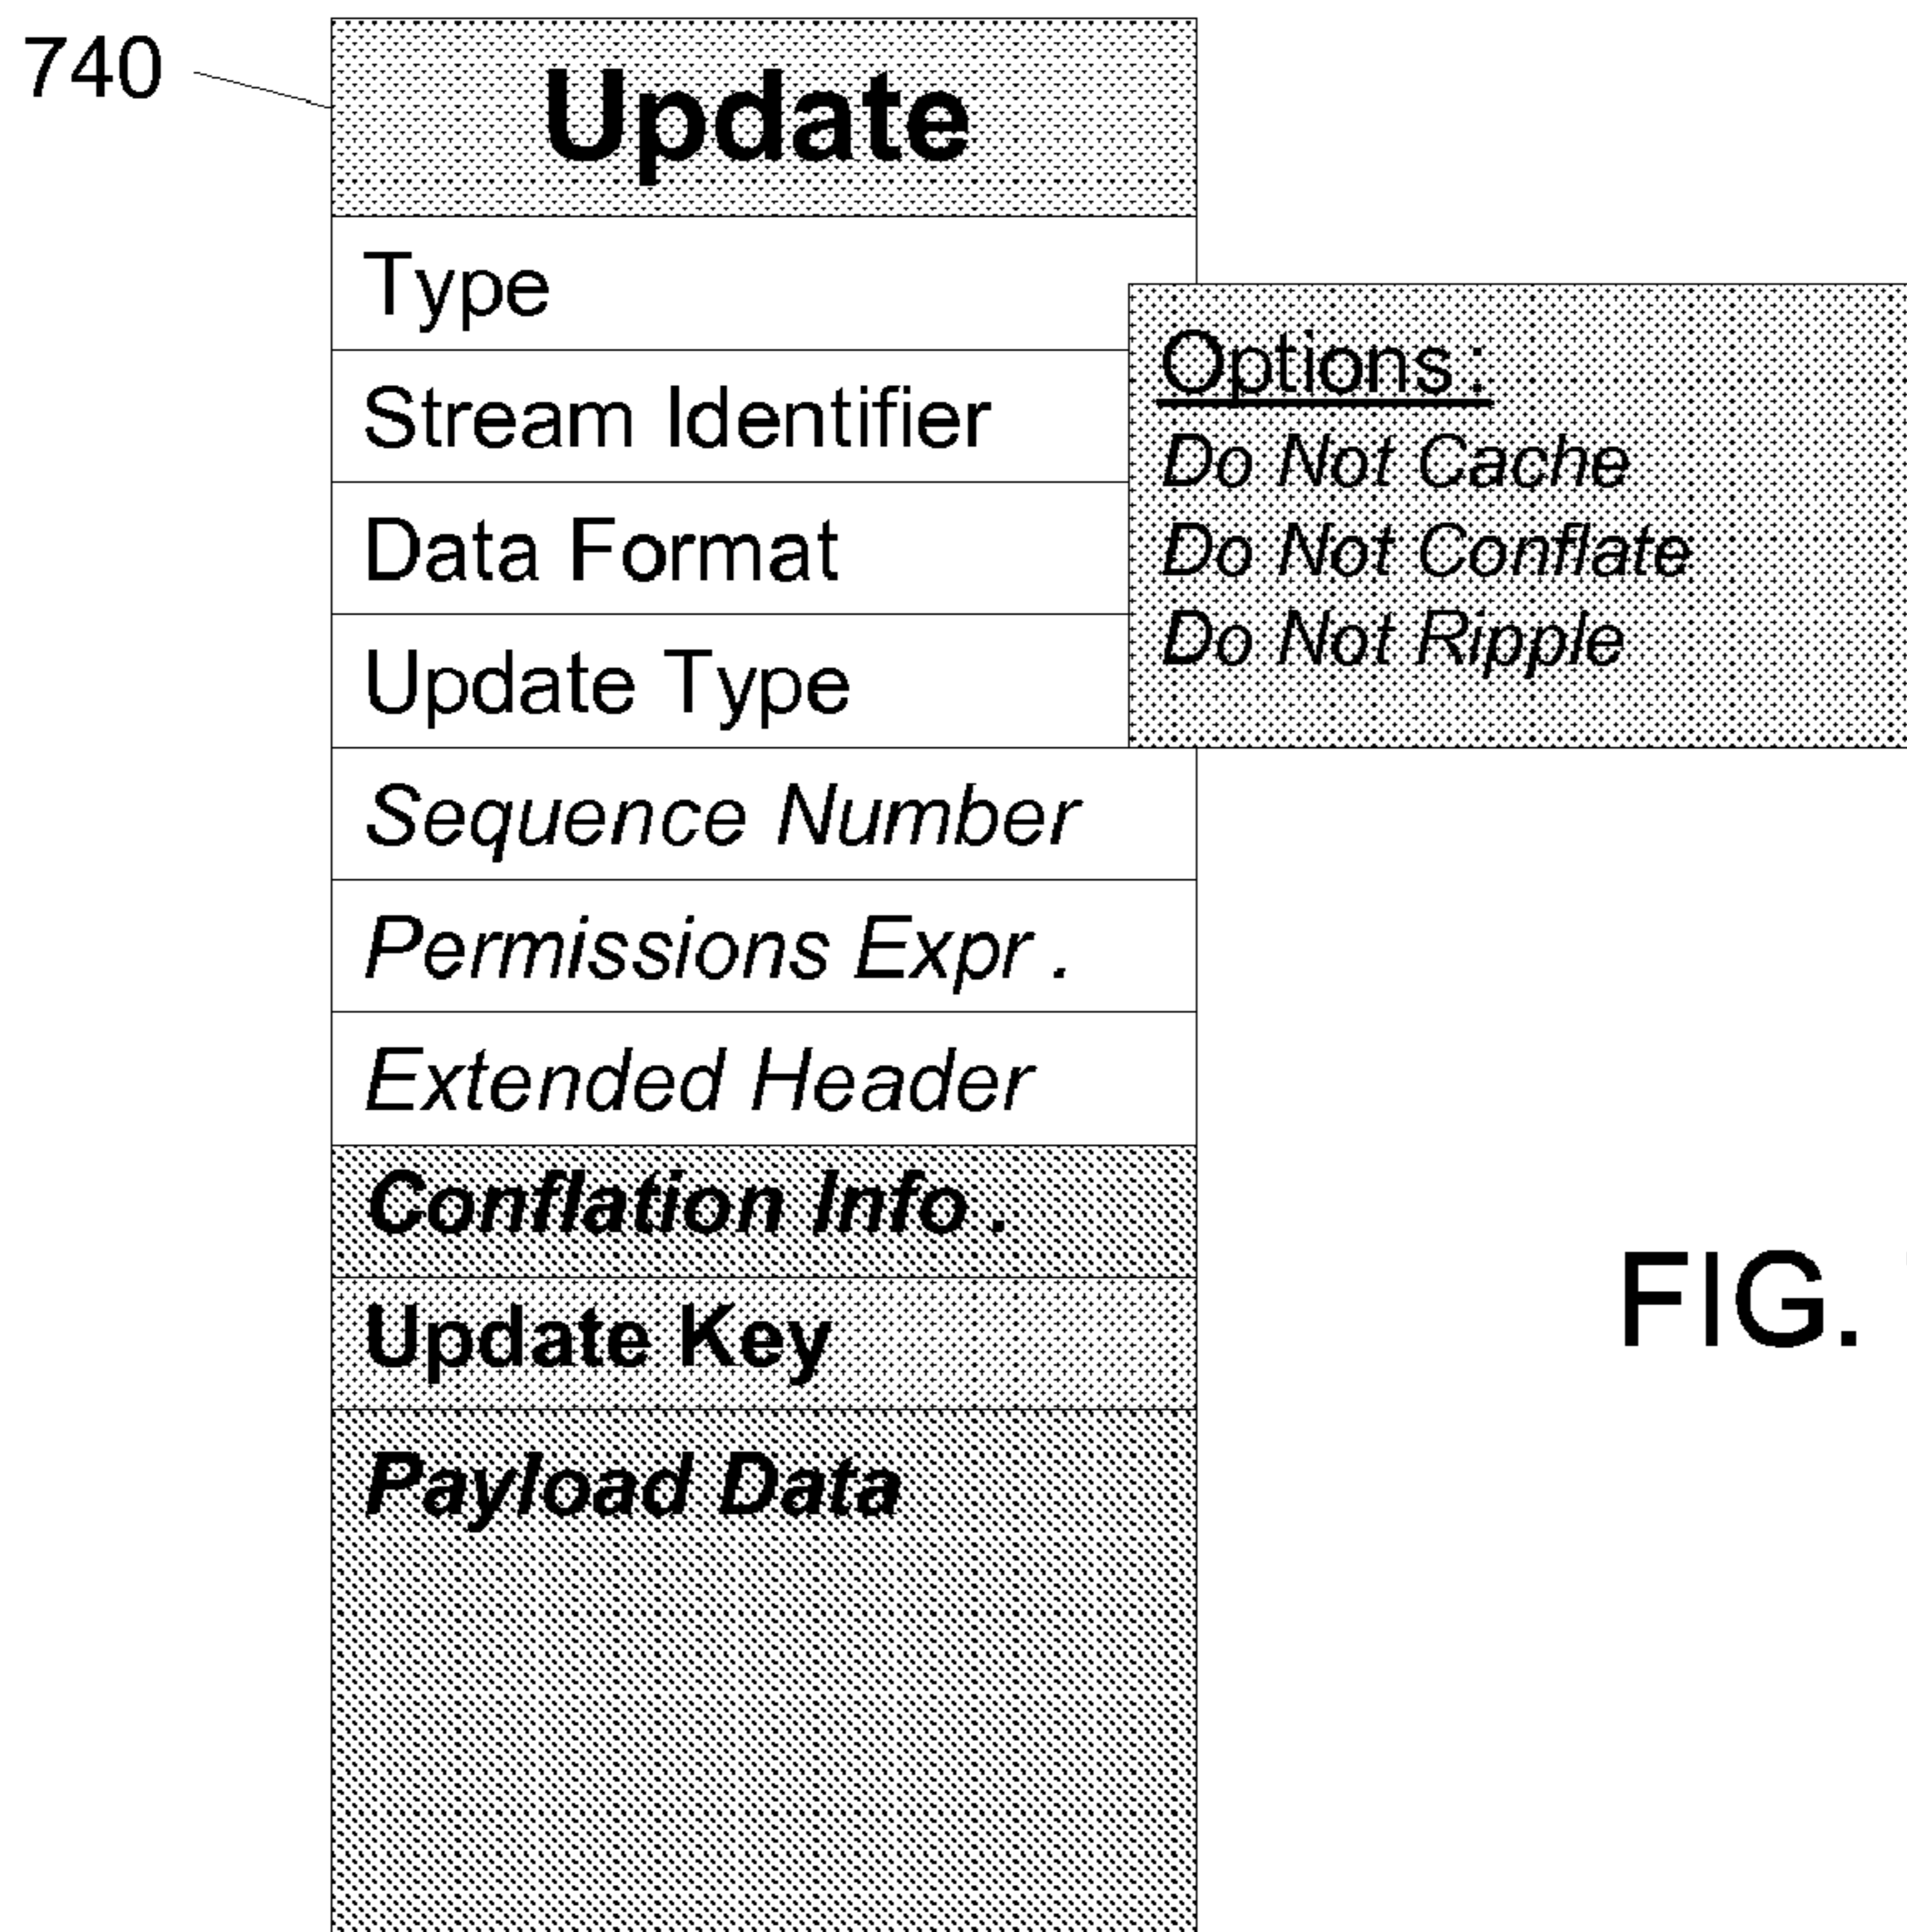 740
Update
Type
Stream Identifier
Data Format
Update Type
Sequence Number
Permissions Expr .
Extended Header
Conflation Info .
Update Key
Payload Data
Options :
Do Not Cache
Do Not Conflate
Do Not Ripple
FIG.